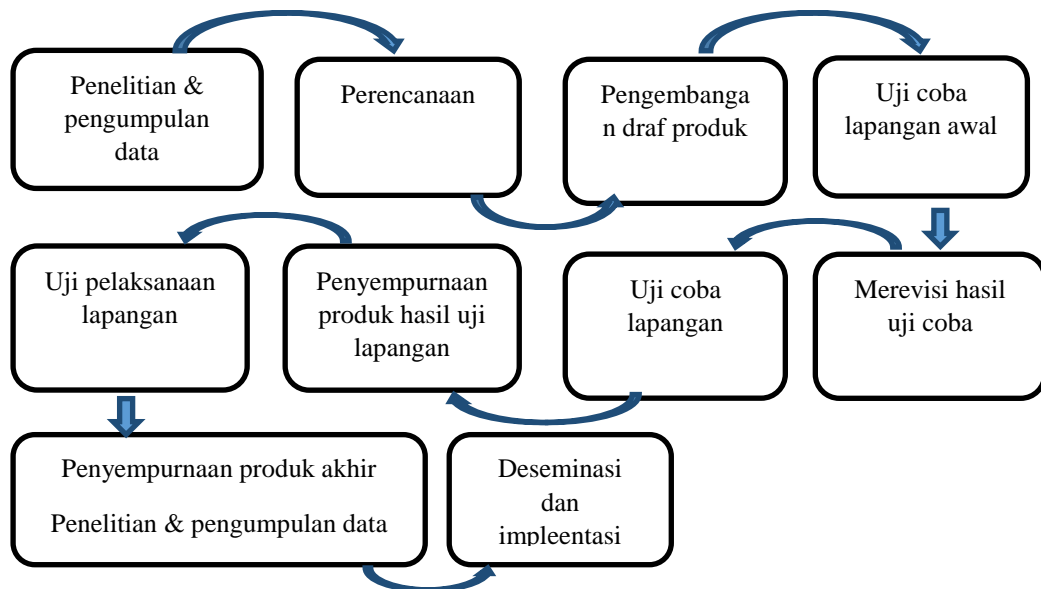 Penelitian &
pengumpulan
data
Perencanaan
Pengembanga
n draf produk
Uji coba
lapangan awal
Uji pelaksanaan
lapangan
Penyempurnaan
produk hasil uji
lapangan
Uji coba
lapangan
Merevisi hasil
uji coba
Penyempurnaan produk akhir
Penelitian & pengumpulan data
Deseminasi
dan
impleentasi